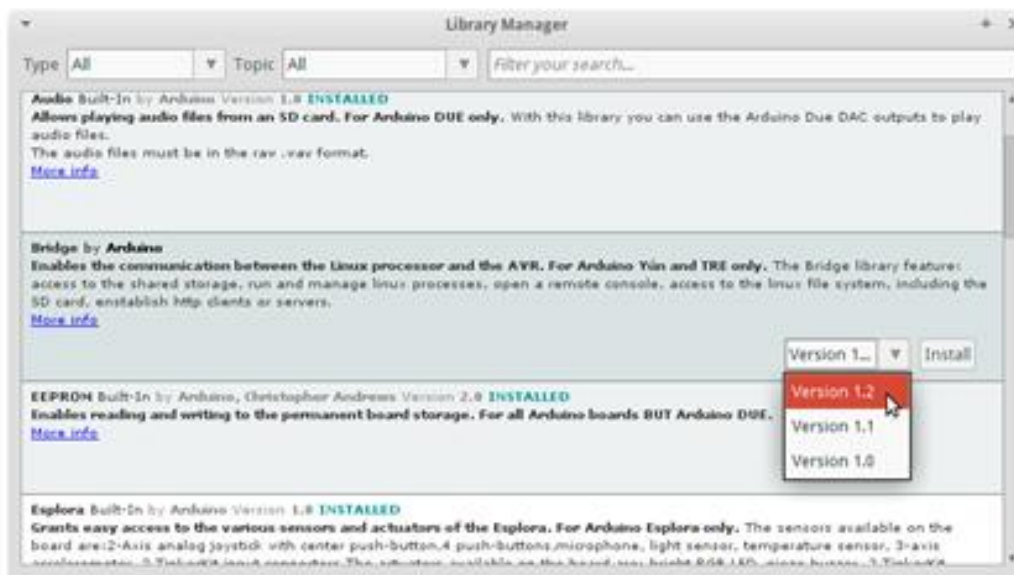 Library Manager
Type All Topic All Filter your search...
Audio Built-In by Arduino Version 1.0 INSTALLED
Allows playing audio files from an SD card. For Arduino DUE only. With this library you can use the Arduino Due DAC outputs to play
audio files.
The audio files must be in the raw .wav format.
More info
Bridge by Arduino
Enables the communication between the Linux processor and the AVR. For Arduino Yún and TRE only. The Bridge library feature:
access to the shared storage, run and manage linux processes, open a remote console, access to the linux file system, including the
SD card, enstablish http clients or servers.
More info
Version 1... Install
Version 1.2
Version 1.1
Version 1.0
EEPROM Built-In by Arduino, Christopher Andrews Version 2.0 INSTALLED
Enables reading and writing to the permanent board storage. For all Arduino boards BUT Arduino DUE.
More info
Esplora Built-In by Arduino Version 1.0 INSTALLED
Grants easy access to the various sensors and actuators of the Esplora. For Arduino Esplora only. The sensors available on the
board are:2-Axis analog joystick with center push-button,4 push-buttons,microphone, light sensor, temperature sensor, 3-axis